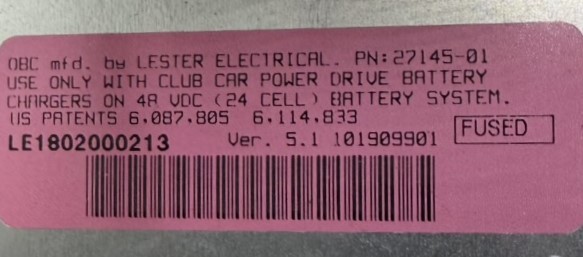 OBC mfd. by LESTER ELECTRICAL. PN:27145-01
USE ONLY WITH CLUB CAR POWER DRIVE BATTERY
CHARGERS ON 48 VDC (24 CELL) BATTERY SYSTEM.
US PATENTS 6.087.805 6.114.833
FUSED
LE1802000213 Ver. 5.1 101909901